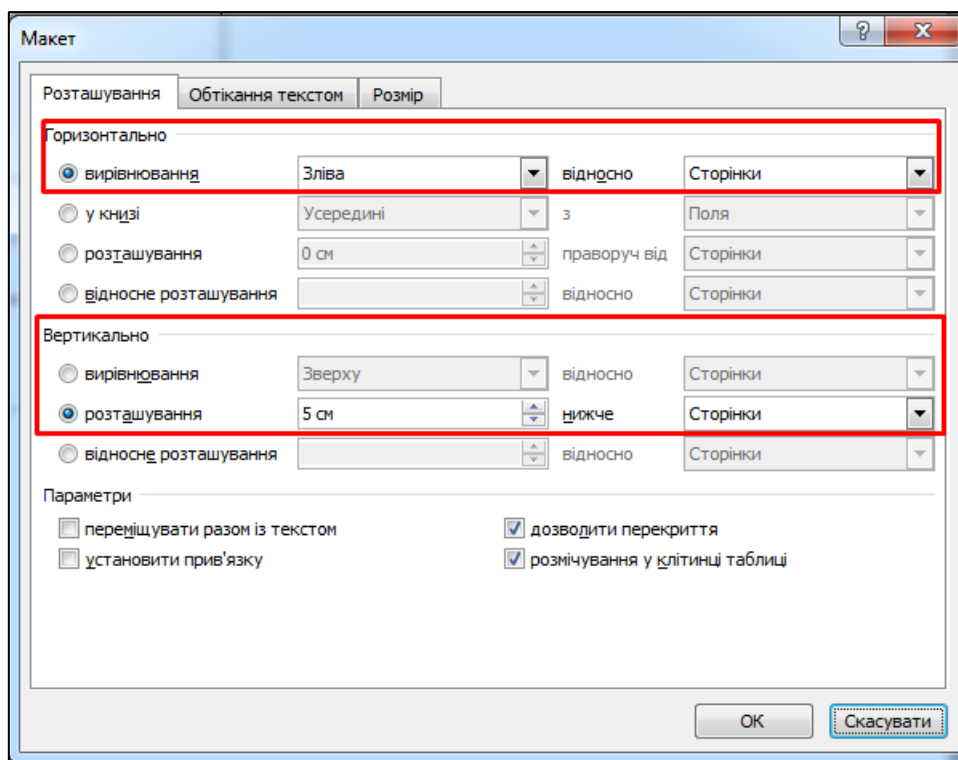 Макет
Розташування Обтікання текстом Розмір
Горизонтально
вирівнювання Зліва відносно Сторінки
у книзі Усередині з Поля
розташування 0 см праворуч від Сторінки
відносне розташування відносно Сторінки
Вертикально
вирівнювання Зверху відносно Сторінки
розташування 5 см нижче Сторінки
відносне розташування відносно Сторінки
Параметри
переміщувати разом із текстом дозволити перекриття
установити прив'язку розмічування у клітинці таблиці
ОК Скасувати